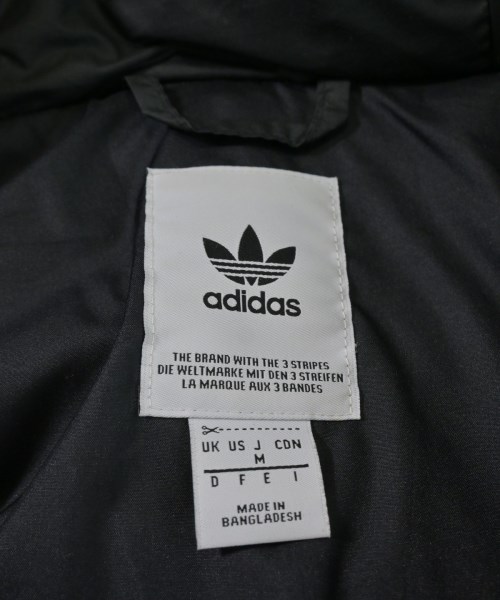 adidas
THE BRAND WITH THE 3 STRIPES
DIE WELTMARKE MIT DEN 3 STREIFEN
LA MARQUE AUX 3 BANDES
UK US J CDN
M
D F E I
MADE IN
BANGLADESH